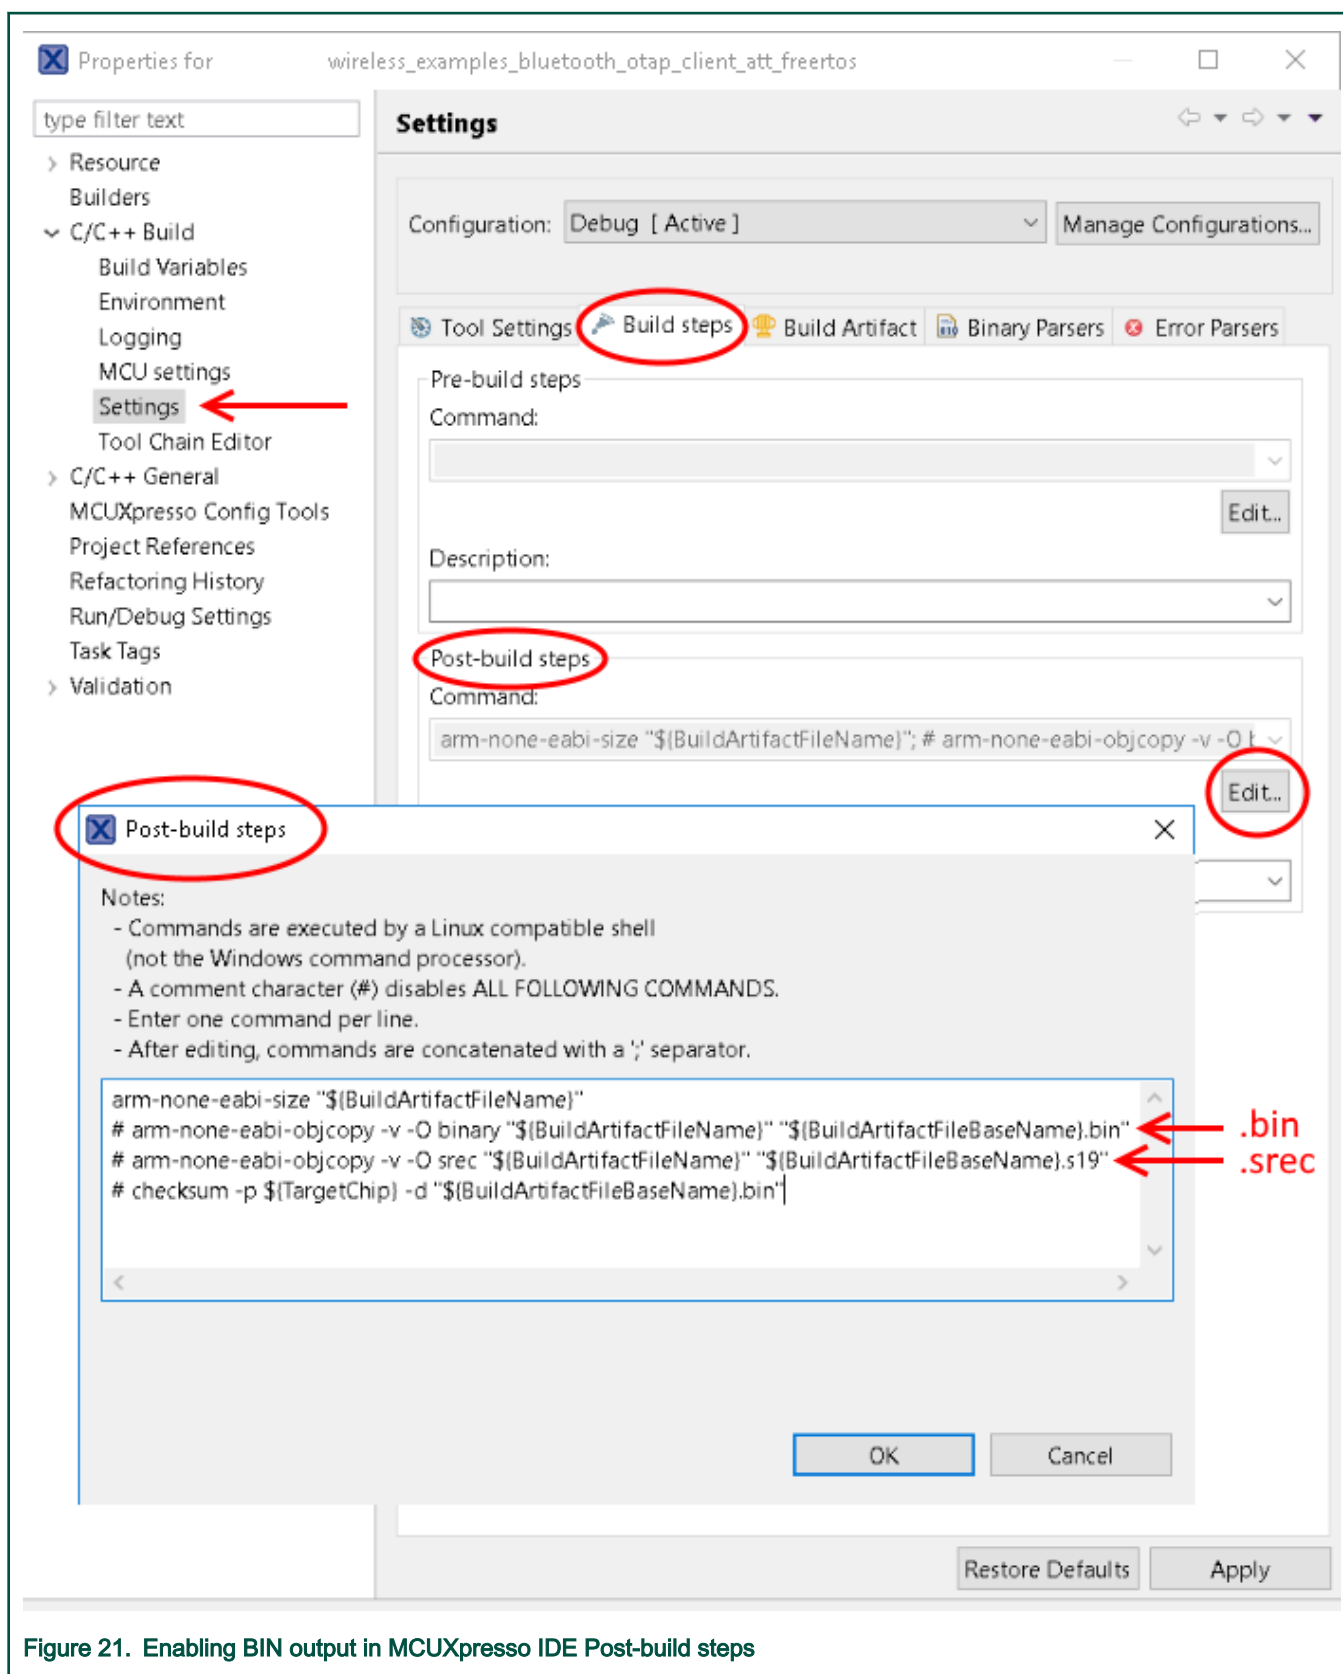 Properties for wireless_examples_bluetooth_otap_client_att_freertos
type filter text
Settings
Resource
Builders
C/C++ Build
Build Variables
Environment
Logging
MCU settings
Settings
Tool Chain Editor
C/C++ General
MCUXpresso Config Tools
Project References
Refactoring History
Run/Debug Settings
Task Tags
Validation
Configuration: Debug [ Active ] Manage Configurations...
Tool Settings Build steps Build Artifact Binary Parsers Error Parsers
Pre-build steps
Command:
Edit...
Description:
Post-build steps
Command:
arm-none-eabi-size "${BuildArtifactFileName}"; # arm-none-eabi-objcopy -v -O b
Edit...
Post-build steps
Notes:
- Commands are executed by a Linux compatible shell
(not the Windows command processor).
- A comment character (#) disables ALL FOLLOWING COMMANDS.
- Enter one command per line.
- After editing, commands are concatenated with a ';' separator.
arm-none-eabi-size "${BuildArtifactFileName}"
# arm-none-eabi-objcopy -v -O binary "${BuildArtifactFileName}" "${BuildArtifactFileBaseName}.bin" .bin
# arm-none-eabi-objcopy -v -O srec "${BuildArtifactFileName}" "${BuildArtifactFileBaseName}.s19" .srec
# checksum -p ${TargetChip} -d "${BuildArtifactFileBaseName}.bin"
OK Cancel
Restore Defaults Apply
Figure 21. Enabling BIN output in MCUXpresso IDE Post-build steps